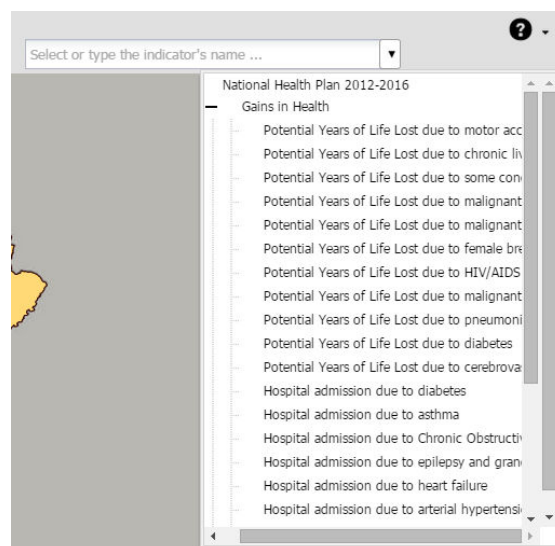 ?
Select or type the indicator's name ...
National Health Plan 2012-2016
Gains in Health
Potential Years of Life Lost due to motor acc
Potential Years of Life Lost due to chronic liv
Potential Years of Life Lost due to some con
Potential Years of Life Lost due to malignant
Potential Years of Life Lost due to malignant
Potential Years of Life Lost due to female bre
Potential Years of Life Lost due to HIV/AIDS
Potential Years of Life Lost due to malignant
Potential Years of Life Lost due to pneumoni
Potential Years of Life Lost due to diabetes
Potential Years of Life Lost due to cerebrova
Hospital admission due to diabetes
Hospital admission due to asthma
Hospital admission due to Chronic Obstructiv
Hospital admission due to epilepsy and gran
Hospital admission due to heart failure
Hospital admission due to arterial hypertensi